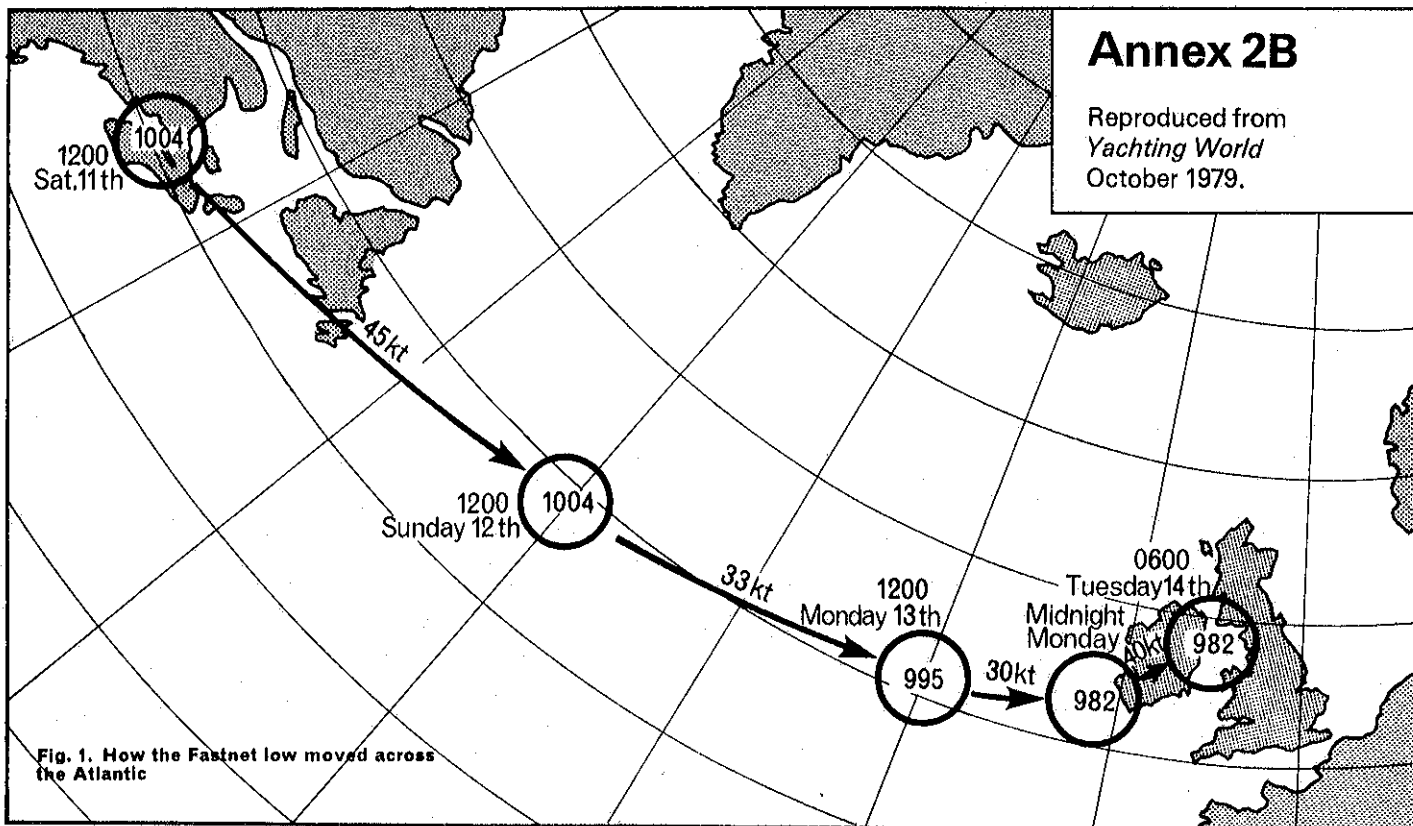 Annex 2B
Reproduced from
Yachting World
October 1979.
1004
1200
Sat.11th
45kt
1200
Sunday 12th
1004
33kt
1200
Monday 13th
995
30kt
Midnight
Monday
982
40kt
0600
Tuesday 14th
982
Fig. 1. How the Fastnet low moved across
the Atlantic